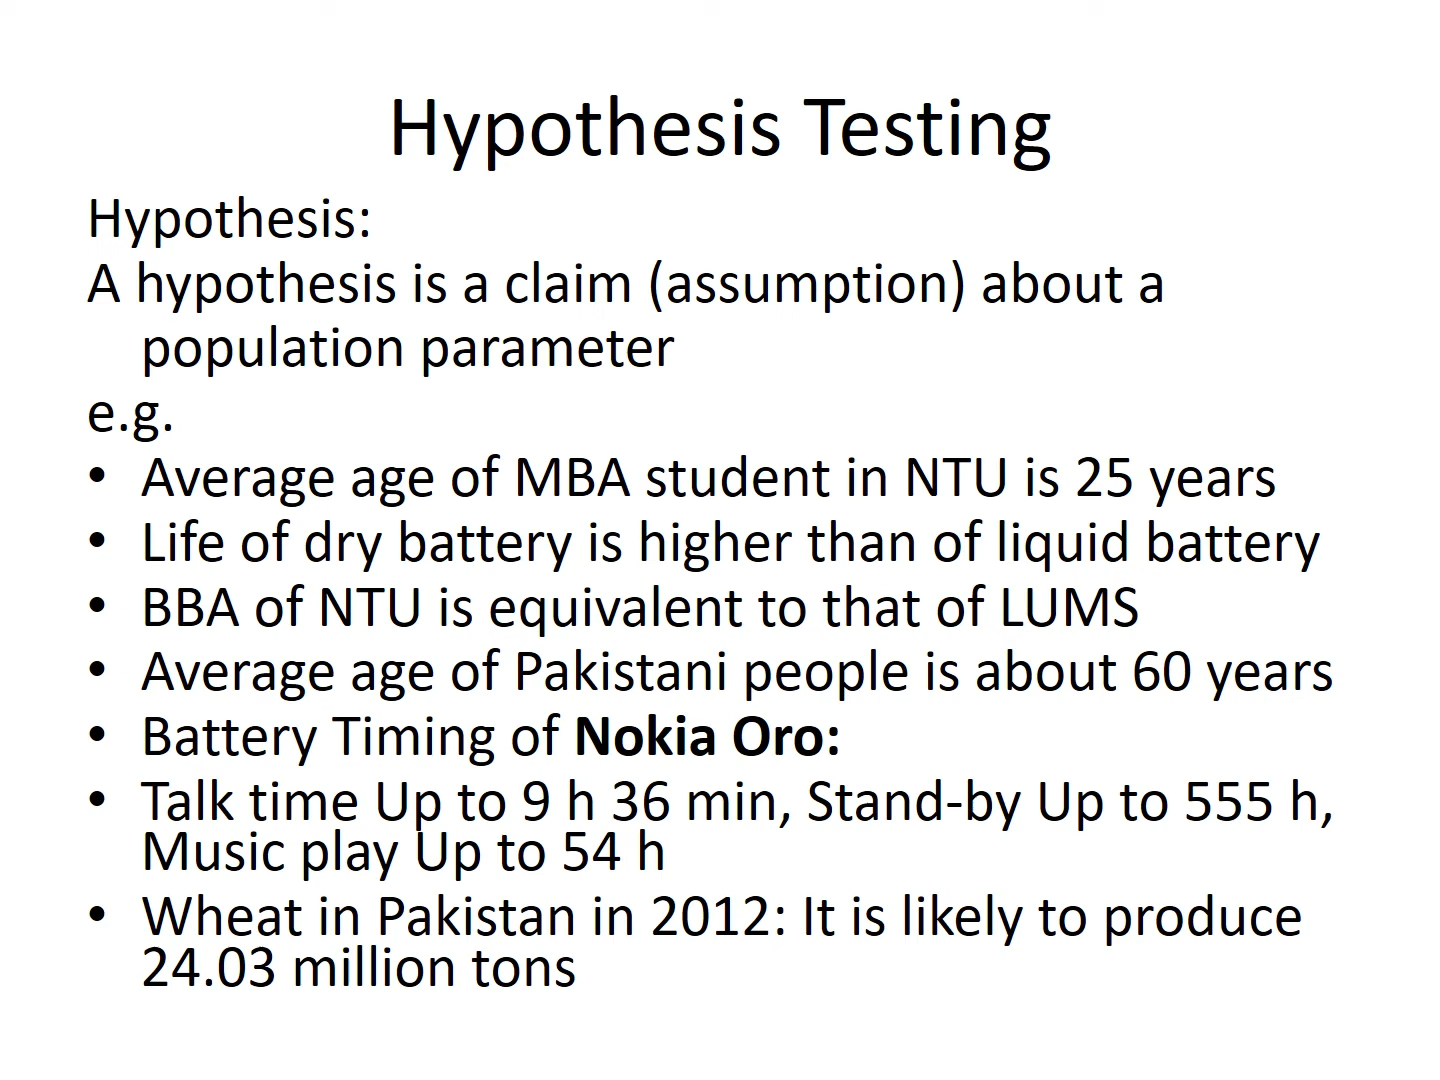 Hypothesis Testing
Hypothesis:
A hypothesis is a claim (assumption) about a
population parameter
e.g.
• Average age of MBA student in NTU is 25 years
• Life of dry battery is higher than of liquid battery
• BBA of NTU is equivalent to that of LUMS
• Average age of Pakistani people is about 60 years
• Battery Timing of Nokia Oro:
• Talk time Up to 9 h 36 min, Stand-by Up to 555 h,
Music play Up to 54 h
• Wheat in Pakistan in 2012: It is likely to produce
24.03 million tons